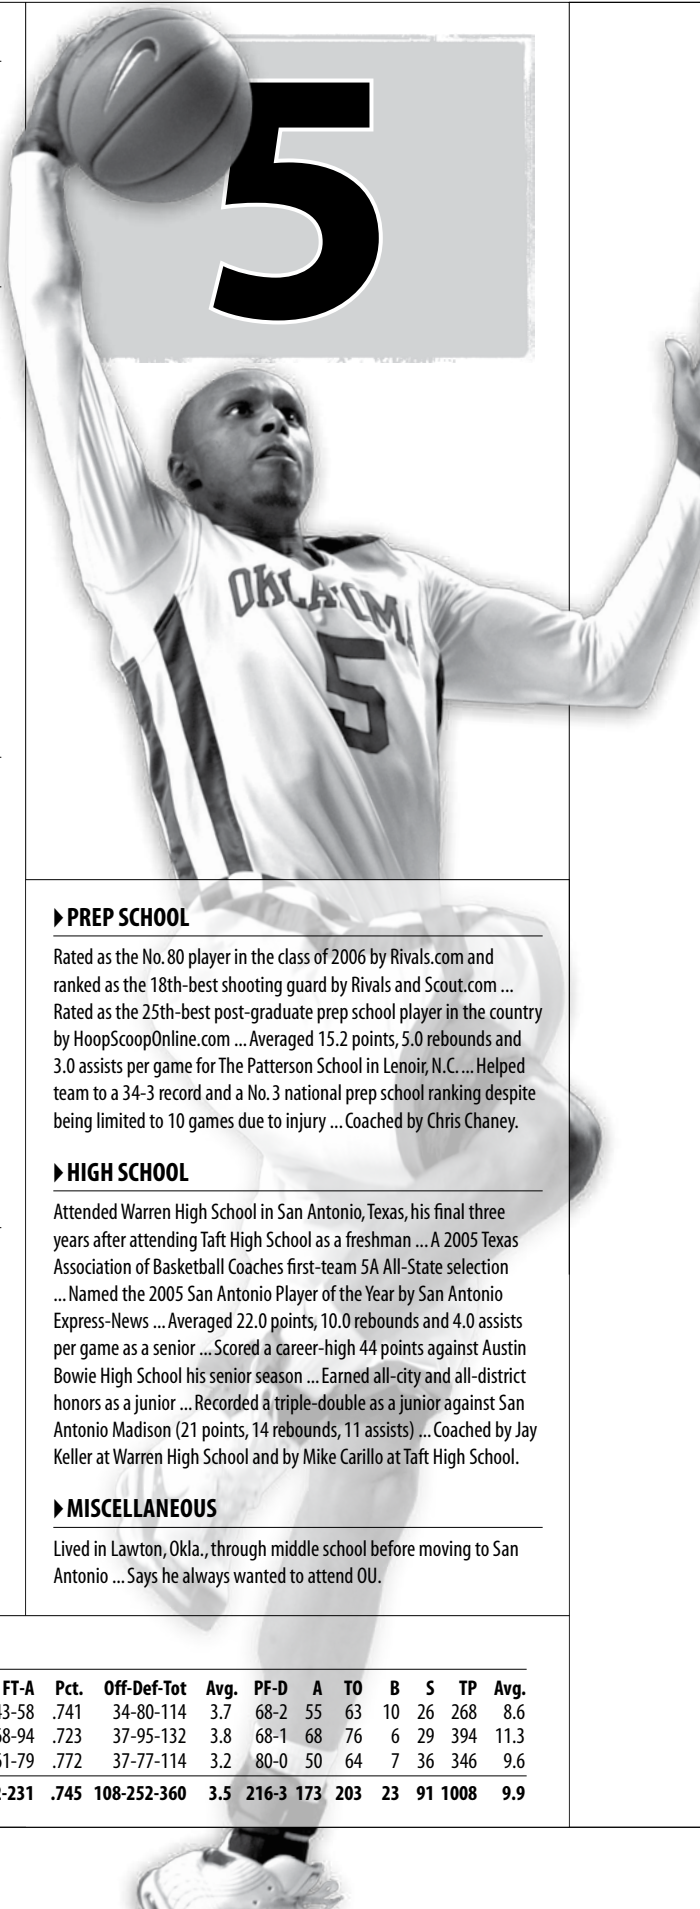 5
OKLAHOMA
5
PREP SCHOOL
Rated as the No. 80 player in the class of 2006 by Rivals.com and
ranked as the 18th-best shooting guard by Rivals and Scout.com ...
Rated as the 25th-best post-graduate prep school player in the country
by HoopScoopOnline.com ... Averaged 15.2 points, 5.0 rebounds and
3.0 assists per game for The Patterson School in Lenoir, N.C. ... Helped
team to a 34-3 record and a No. 3 national prep school ranking despite
being limited to 10 games due to injury ... Coached by Chris Chaney.
HIGH SCHOOL
Attended Warren High School in San Antonio, Texas, his final three
years after attending Taft High School as a freshman ... A 2005 Texas
Association of Basketball Coaches first-team 5A All-State selection
... Named the 2005 San Antonio Player of the Year by San Antonio
Express-News ... Averaged 22.0 points, 10.0 rebounds and 4.0 assists
per game as a senior ... Scored a career-high 44 points against Austin
Bowie High School his senior season ... Earned all-city and all-district
honors as a junior ... Recorded a triple-double as a junior against San
Antonio Madison (21 points, 14 rebounds, 11 assists) ... Coached by Jay
Keller at Warren High School and by Mike Carillo at Taft High School.
MISCELLANEOUS
Lived in Lawton, Okla., through middle school before moving to San
Antonio ... Says he always wanted to attend OU.
FT-A Pct. Off-Def-Tot Avg. PF-D A TO B S TP Avg.
3-58 .741 34-80-114 3.7 68-2 55 63 10 26 268 8.6
8-94 .723 37-95-132 3.8 68-1 68 76 6 29 394 11.3
1-79 .772 37-77-114 3.2 80-0 50 64 7 36 346 9.6
-231 .745 108-252-360 3.5 216-3 173 203 23 91 1008 9.9